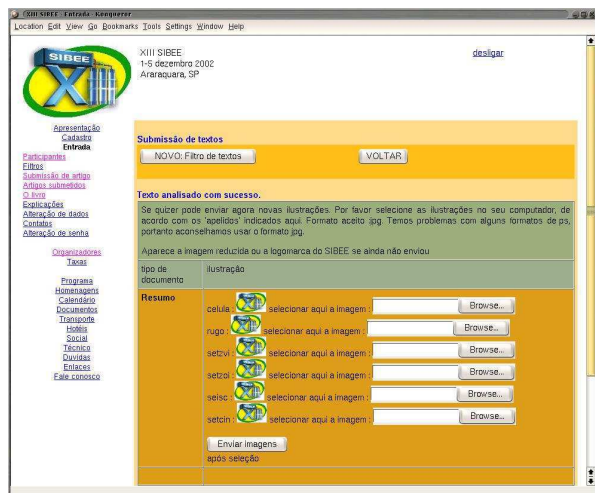 XIII SIBEE : Entrada - Konqueror
Location Edit View Go Bookmarks Tools Settings Window Help
SIBEE
XIII
XIII SIBEE
1-5 dezembro 2002
Araraquara, SP
desligar
Apresentação
Cadastro
Entrada
Participantes
Filtros
Submissão de artigo
Artigos submetidos
O livro
Explicações
Alteração de dados
Contatos
Alteração de senha
Organizadores
Taxas
Programa
Homenagens
Calendário
Documentos
Transporte
Hotéis
Social
Técnico
Duvidas
Enlaces
Fale conosco
Submissão de textos
NOVO: Filtro de textos
VOLTAR
Texto analisado com sucesso.
Se quizer pode enviar agora novas ilustrações. Por favor selecione as ilustrações no seu computador, de
acordo com os 'apelidos' indicados aqui. Formato aceito .jpg. Temos problemas com alguns formatos de ps,
portanto aconselhamos usar o formato jpg.
Aparece a imagem reduzida ou a logomarca do SIBEE se ainda não enviou
tipo de
documento
ilustração
Resumo
celula : selecionar aqui a imagem : Browse...
rugo : selecionar aqui a imagem : Browse...
setzvi : selecionar aqui a imagem : Browse...
setzoi : selecionar aqui a imagem : Browse...
seisc : selecionar aqui a imagem : Browse...
setcin : selecionar aqui a imagem : Browse...
Enviar imagens
após seleção